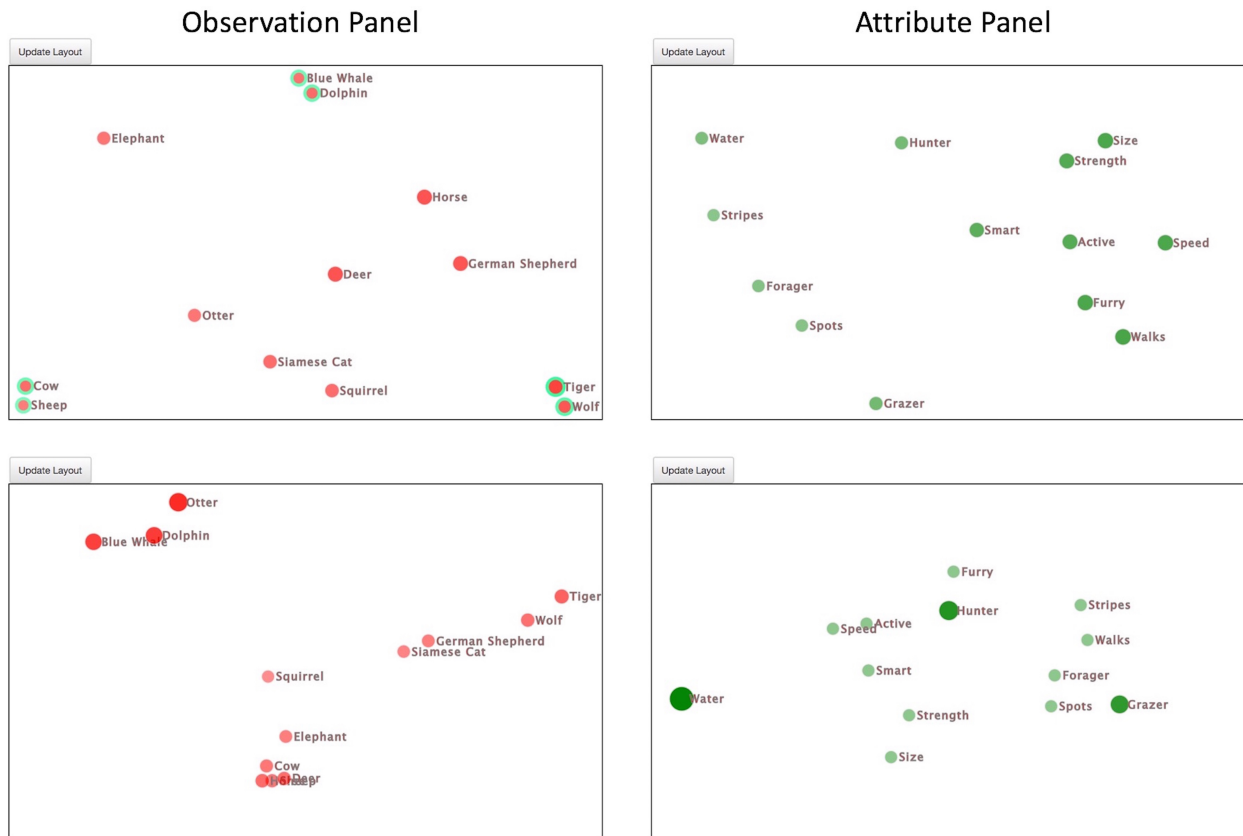 Observation Panel
Attribute Panel
Update Layout
Update Layout
Blue Whale
Dolphin
Elephant
Horse
German Shepherd
Deer
Otter
Siamese Cat
Squirrel
Cow
Sheep
Tiger
Wolf
Water
Hunter
Size
Strength
Stripes
Smart
Active
Speed
Forager
Furry
Spots
Walks
Grazer
Update Layout
Update Layout
Otter
Dolphin
Blue Whale
Tiger
Wolf
German Shepherd
Siamese Cat
Squirrel
Elephant
Cow
Deer
Furry
Hunter
Stripes
Active
Speed
Walks
Smart
Forager
Water
Spots
Grazer
Strength
Size